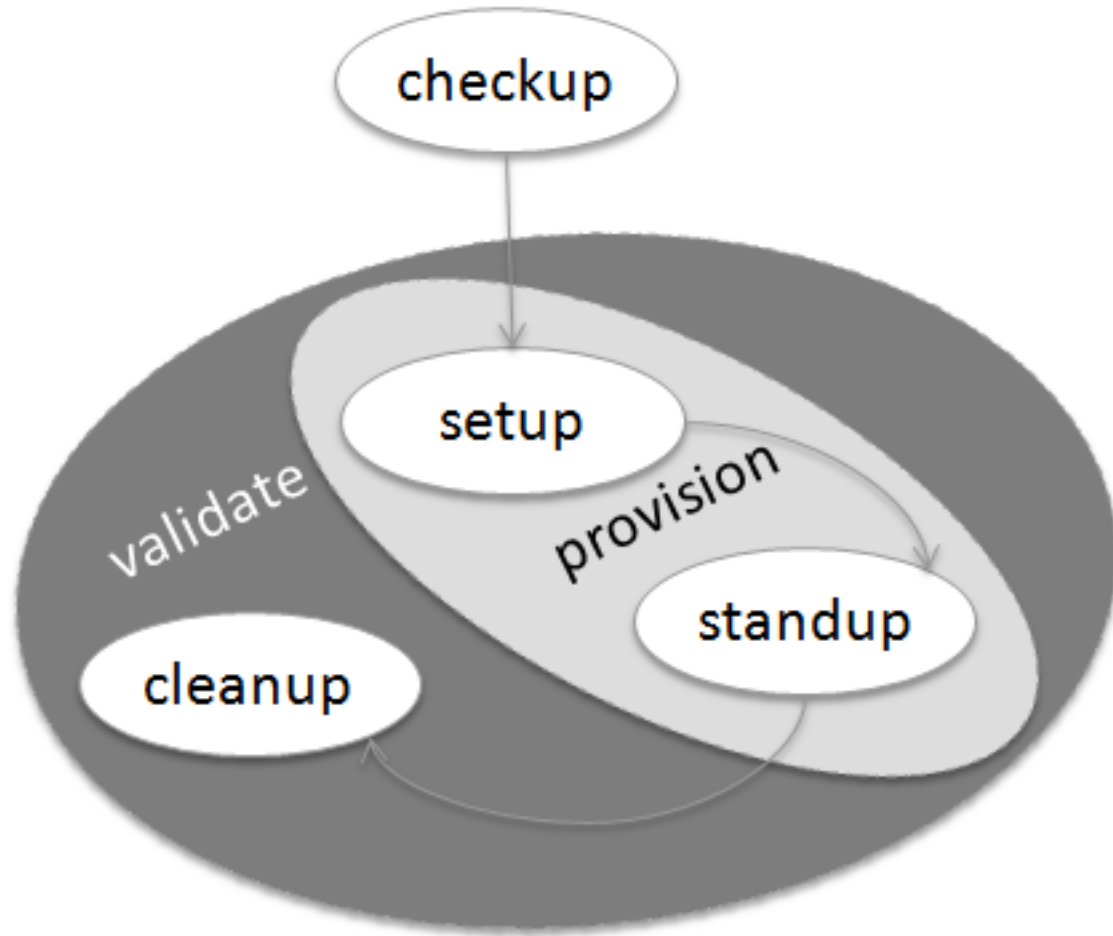 checkup
setup
provision
validate
standup
cleanup